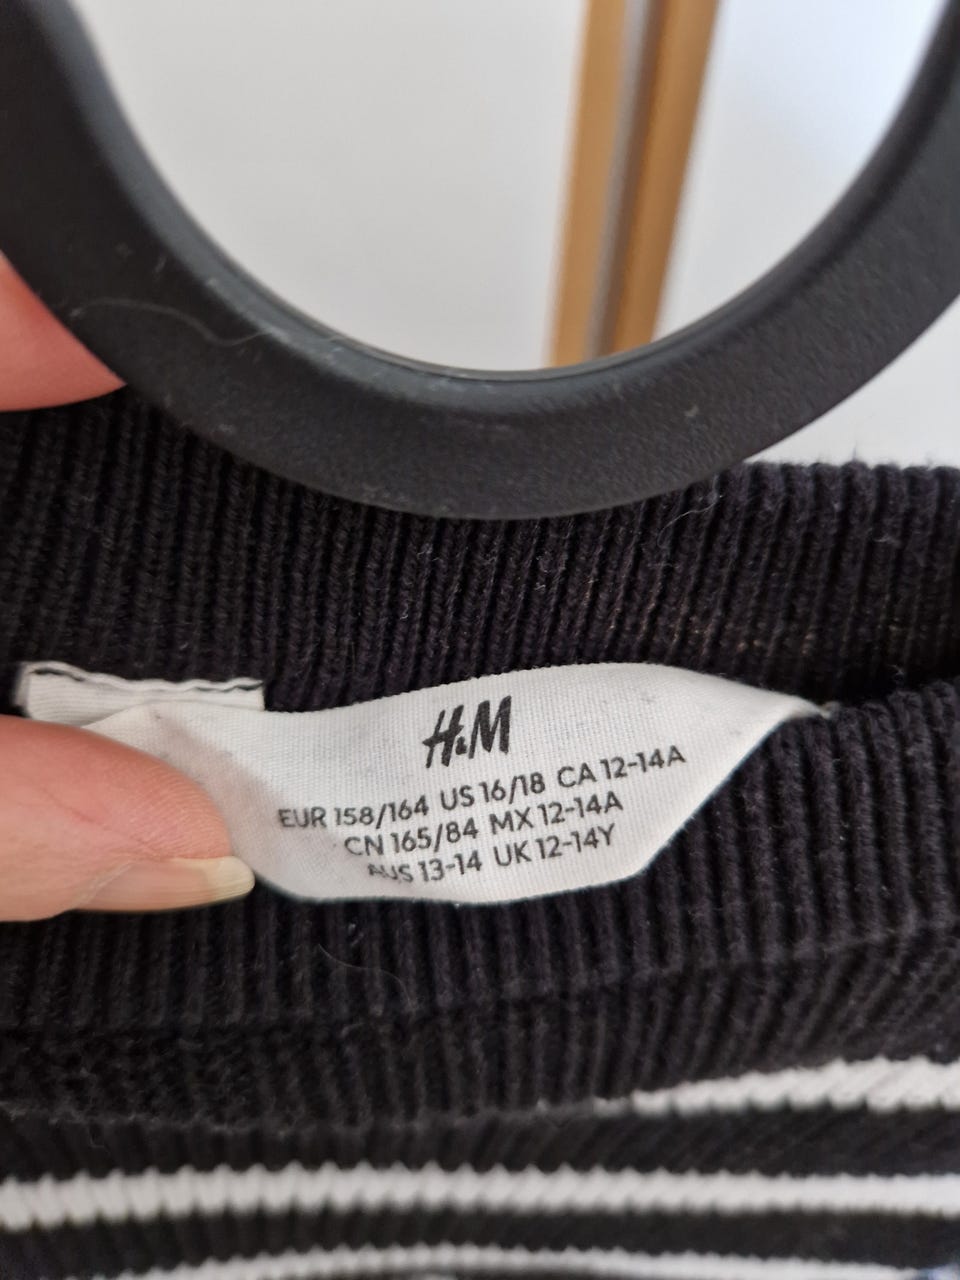 H&M
EUR 158/164 US 16/18 CA 12-14A
CN 165/84 MX 12-14A
AUS 13-14 UK 12-14Y